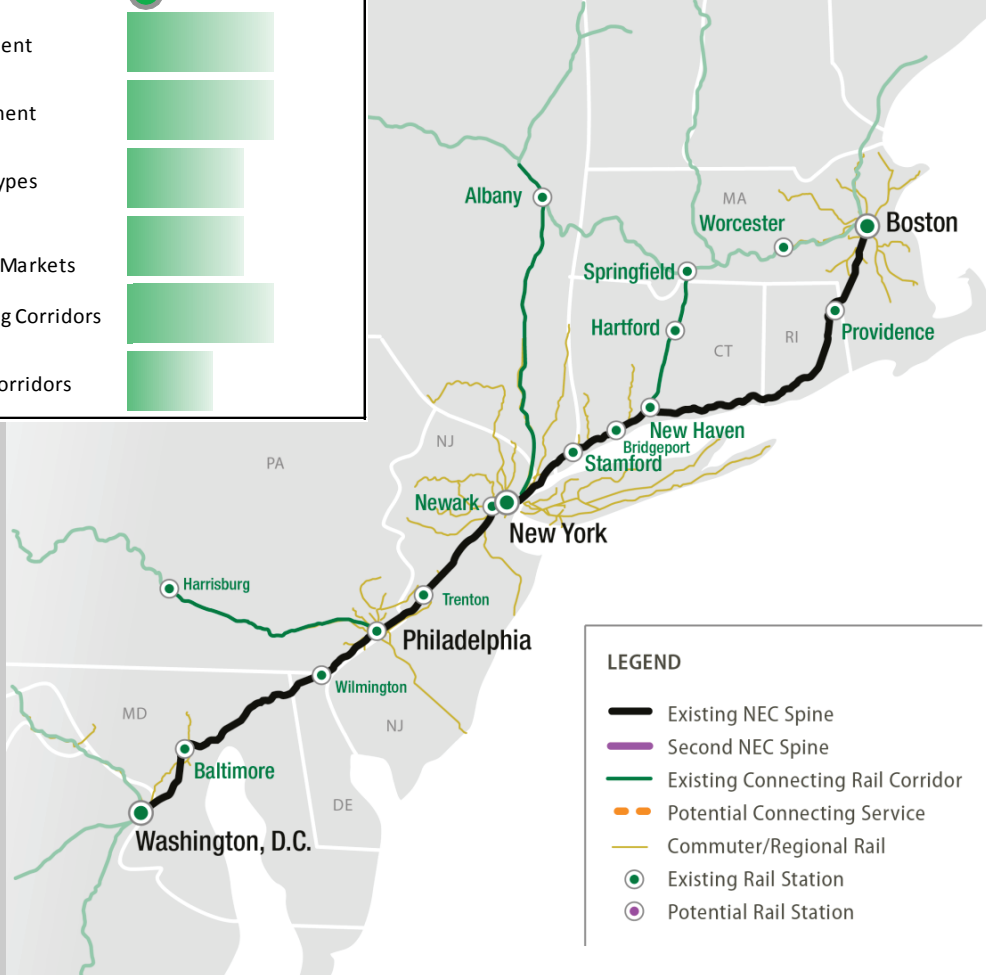 ent
nent
ypes
Markets
g Corridors
orridors
Albany
MA
Worcester
Boston
Springfield
Hartford
CT
RI
Providence
New Haven
Bridgeport
Stamford
NJ
PA
Newark
New York
Harrisburg
Trenton
Philadelphia
Wilmington
MD
NJ
Baltimore
DE
Washington, D.C.
LEGEND
Existing NEC Spine
Second NEC Spine
Existing Connecting Rail Corridor
Potential Connecting Service
Commuter/Regional Rail
Existing Rail Station
Potential Rail Station